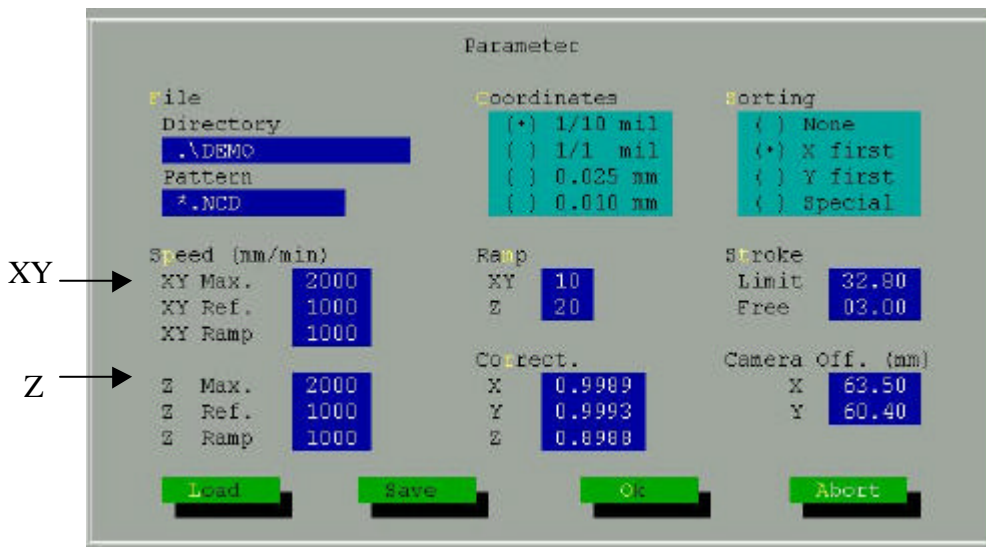 Parameter
File
Directory
.\DEMO
Pattern
*.NCD
Coordinates
(•) 1/10 mil
( ) 1/1 mil
( ) 0.025 mm
( ) 0.010 mm
Sorting
( ) None
(•) X first
( ) Y first
( ) Special
XY
Speed (mm/min)
XY Max. 2000
XY Ref. 1000
XY Ramp 1000
Z
Z Max. 2000
Z Ref. 1000
Z Ramp 1000
Ramp
XY 10
Z 20
Correct.
X 0.9989
Y 0.9993
Z 0.8988
Stroke
Limit 32.80
Free 03.00
Camera Off. (mm)
X 63.50
Y 60.40
Load Save Ok Abort